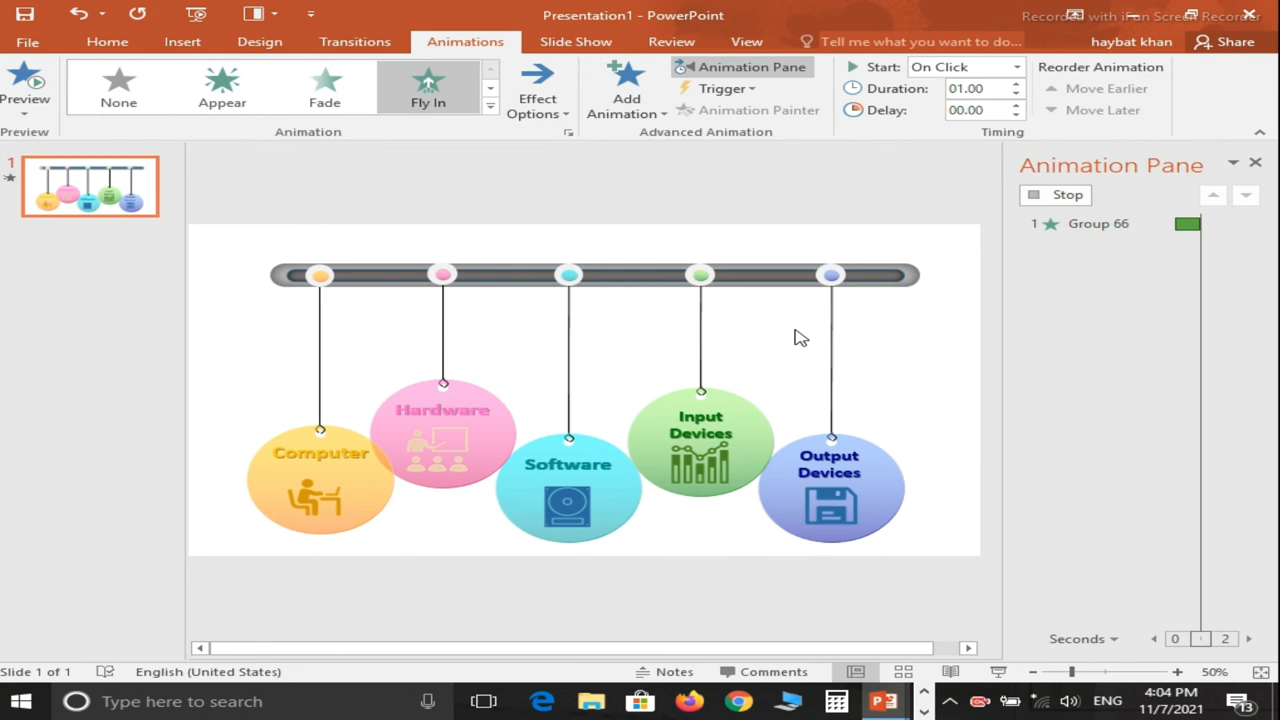 Presentation1 - PowerPoint
Recorded with iFun Screen Recorder
File Home Insert Design Transitions Animations Slide Show Review View Tell me what you want to do... haybat khan Share
Preview
None Appear Fade Fly In
Effect Options
Add Animation
Animation Pane
Trigger
Animation Painter
Start: On Click
Duration: 01.00
Delay: 00.00
Reorder Animation
Move Earlier
Move Later
Preview Animation Advanced Animation Timing
1
Animation Pane
Stop
1 Group 66
Computer
Hardware
Software
Input
Devices
Output
Devices
Seconds 0 2
Slide 1 of 1 English (United States) Notes Comments 50%
Type here to search
ENG
4:04 PM
11/7/2021
13